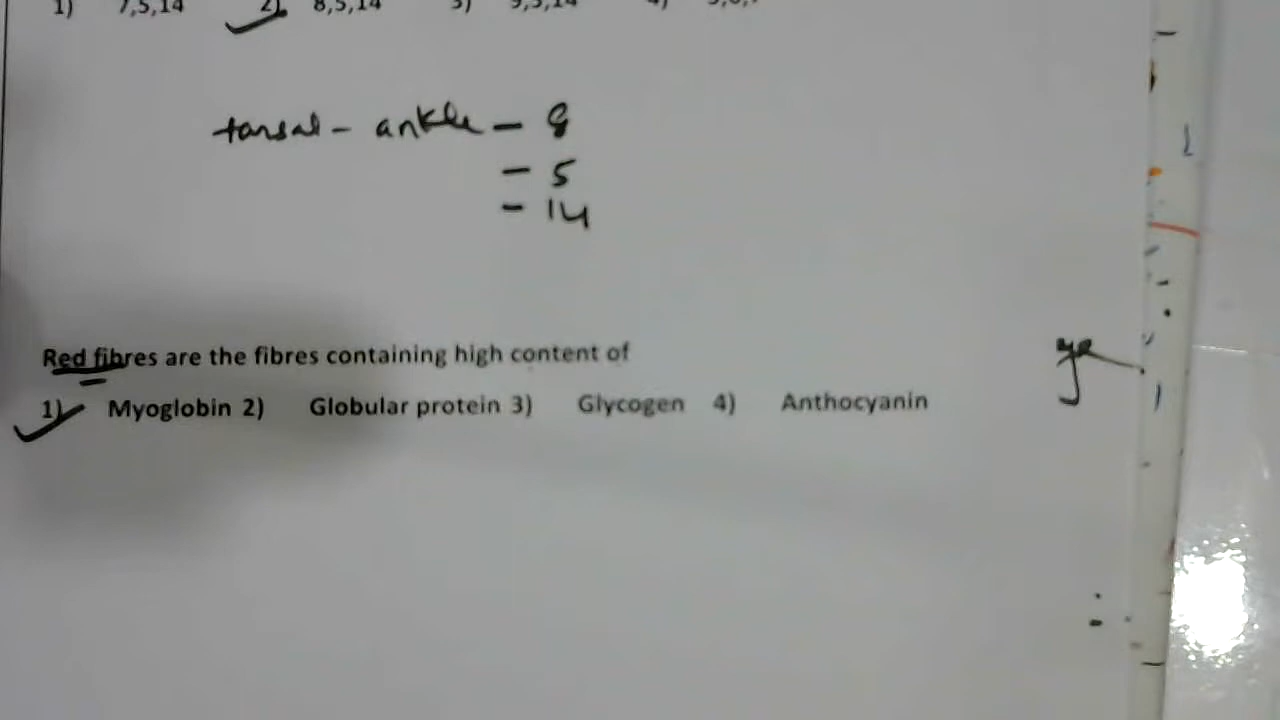 1) 7,5,14 2) 8,5,14 3) 9,5,14 4)
tarsal - ankle - 8
- 5
- 14
Red fibres are the fibres containing high content of
1) Myoglobin 2) Globular protein 3) Glycogen 4) Anthocyanin